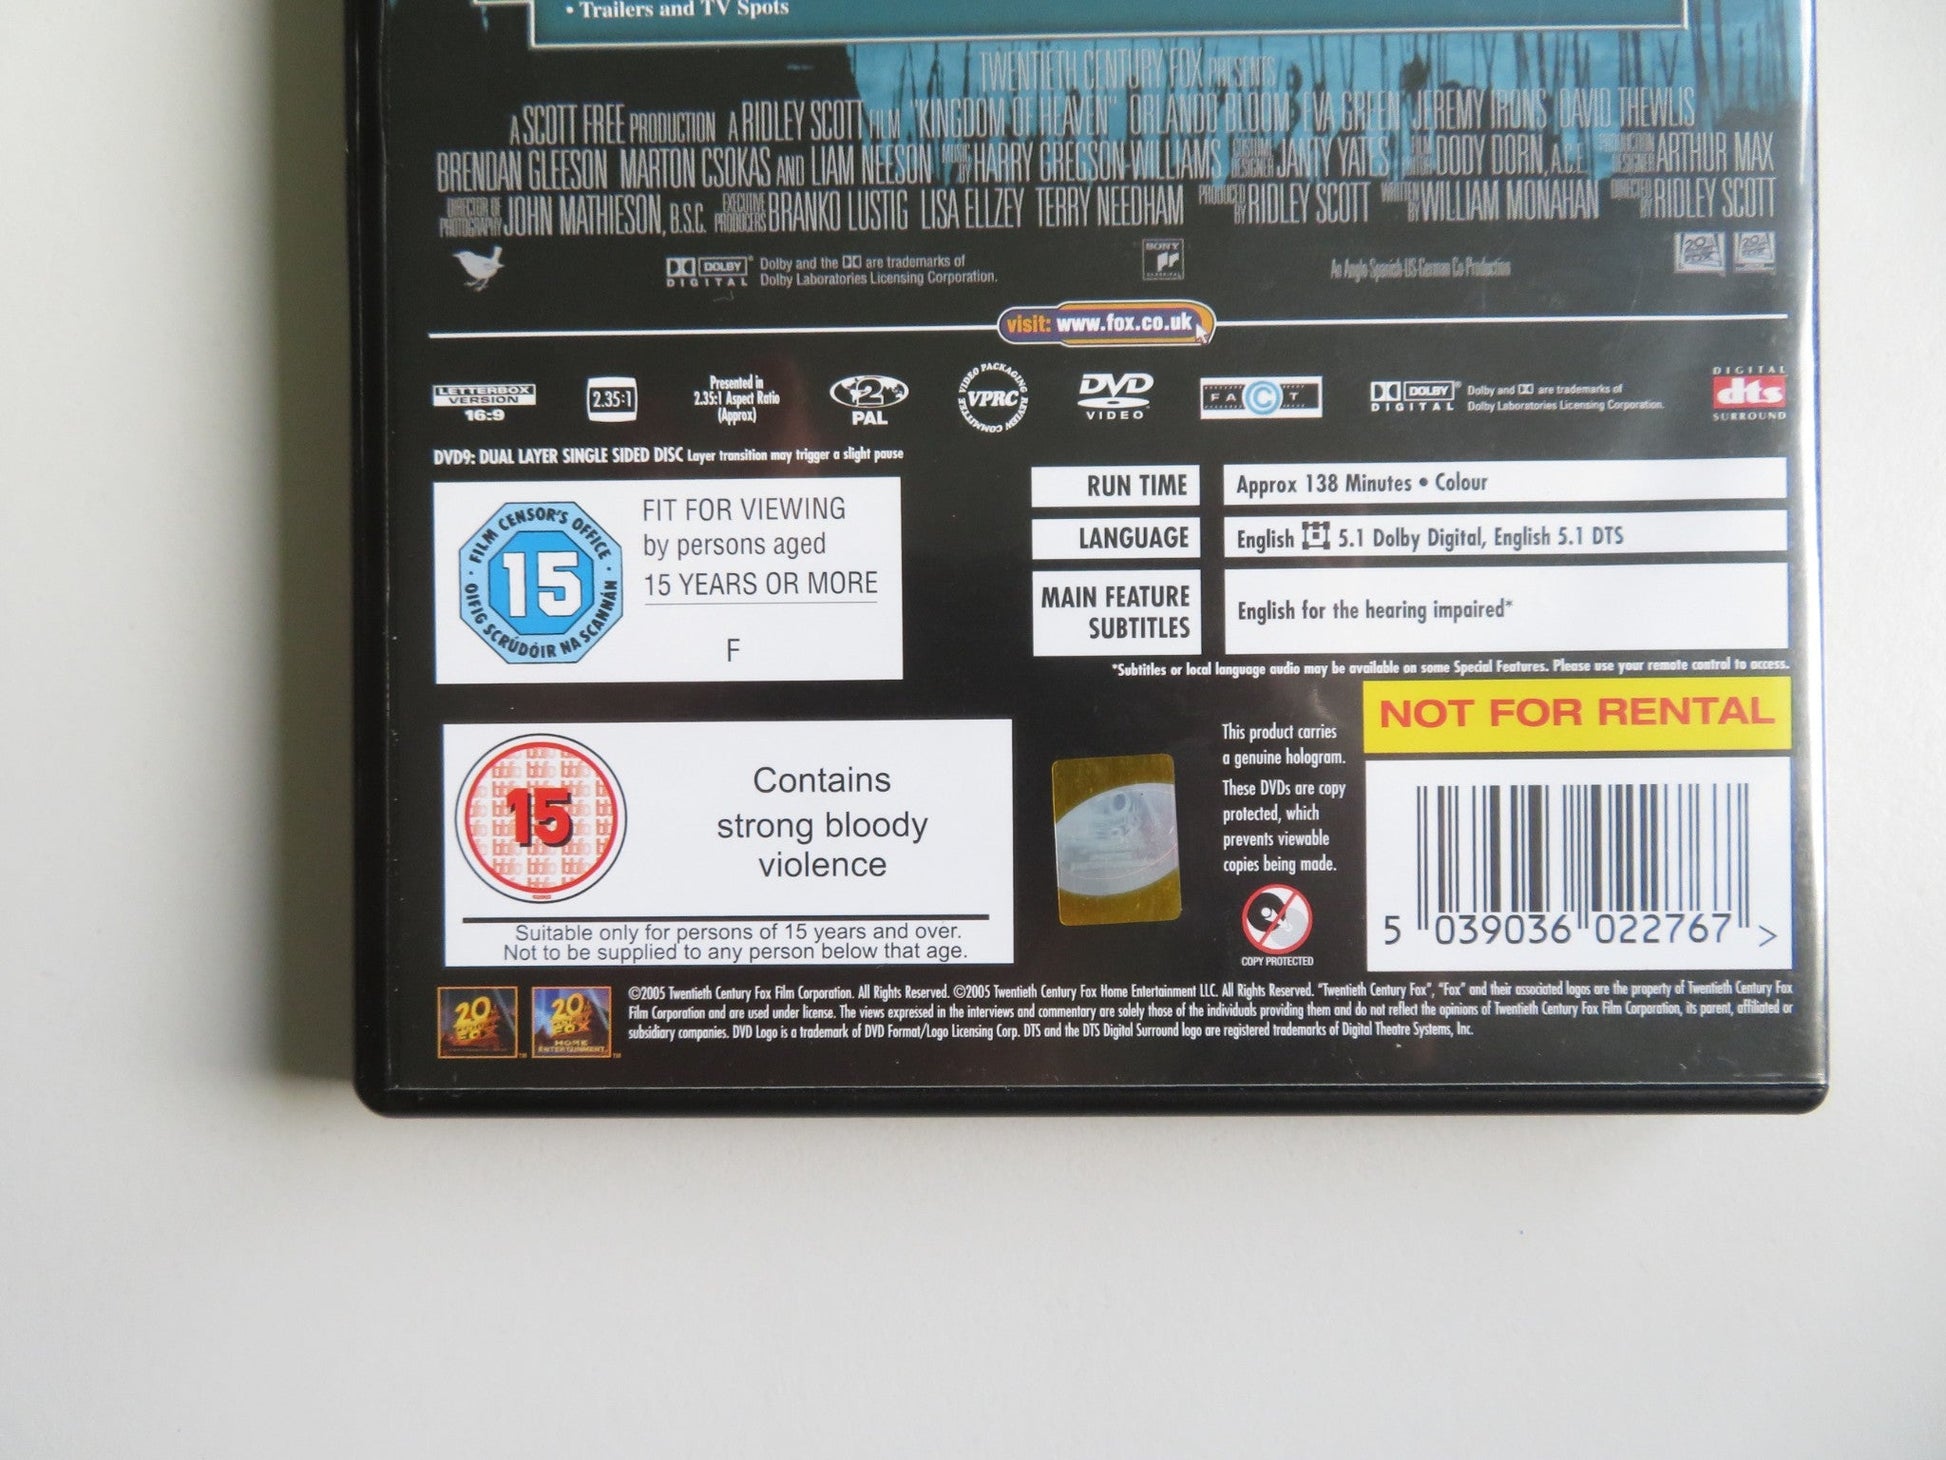 • Trailers and TV Spots
TWENTIETH CENTURY FOX PRESENTS
A SCOTT FREE PRODUCTION A RIDLEY SCOTT FILM "KINGDOM OF HEAVEN" ORLANDO BLOOM EVA GREEN JEREMY IRONS DAVID THEWLIS
BRENDAN GLEESON MARTON CSOKAS AND LIAM NEESON MUSIC BY HARRY GREGSON-WILLIAMS COSTUME DESIGNER JANTY YATES FILM EDITOR DODY DORN, A.C.E. PRODUCTION DESIGNER ARTHUR MAX
DIRECTOR OF PHOTOGRAPHY JOHN MATHIESON, B.S.C. EXECUTIVE PRODUCERS BRANKO LUSTIG LISA ELLZEY TERRY NEEDHAM PRODUCED BY RIDLEY SCOTT WRITTEN BY WILLIAM MONAHAN DIRECTED BY RIDLEY SCOTT
DOLBY DIGITAL Dolby and the DD are trademarks of
Dolby Laboratories Licensing Corporation.
SONY CLASSICAL
An Anglo Spanish-US-German Co Production
visit: www.fox.co.uk
LETTERBOX VERSION 16:9
2.35:1
Presented in
2.35:1 Aspect Ratio
(Approx)
2 PAL
VIDEO PACKAGING REVIEW COMMITTEE VPRC
DVD VIDEO
FACT
DOLBY DIGITAL Dolby and DD are trademarks of
Dolby Laboratories Licensing Corporation.
DIGITAL dts SURROUND
DVD9: DUAL LAYER SINGLE SIDED DISC Layer transition may trigger a slight pause
FILM CENSOR'S OFFICE
15
OIFIG SCRÚDÓIR NA SCANNÁN
FIT FOR VIEWING
by persons aged
15 YEARS OR MORE
F
RUN TIME Approx 138 Minutes • Colour
LANGUAGE English 5.1 Dolby Digital, English 5.1 DTS
MAIN FEATURE
SUBTITLES
English for the hearing impaired*
*Subtitles or local language audio may be available on some Special Features. Please use your remote control to access.
15
Contains
strong bloody
violence
Suitable only for persons of 15 years and over.
Not to be supplied to any person below that age.
This product carries
a genuine hologram.
These DVDs are copy
protected, which
prevents viewable
copies being made.
COPY PROTECTED
NOT FOR RENTAL
5 039036 022767 >
©2005 Twentieth Century Fox Film Corporation. All Rights Reserved. ©2005 Twentieth Century Fox Home Entertainment LLC. All Rights Reserved. "Twentieth Century Fox", "Fox" and their associated logos are the property of Twentieth Century Fox
Film Corporation and are used under license. The views expressed in the interviews and commentary are solely those of the individuals providing them and do not reflect the opinions of Twentieth Century Fox Film Corporation, its parent, affiliated or
subsidiary companies. DVD Logo is a trademark of DVD Format/Logo Licensing Corp. DTS and the DTS Digital Surround logo are registered trademarks of Digital Theatre Systems, Inc.
20
20
FOX
HOME ENTERTAINMENT